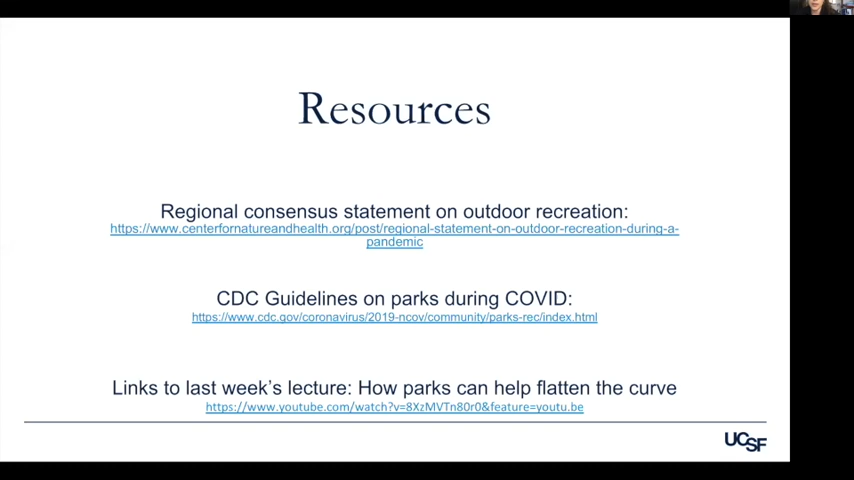 Resources
Regional consensus statement on outdoor recreation:
https://www.centerfornatureandhealth.org/post/regional-statement-on-outdoor-recreation-during-a-
pandemic
CDC Guidelines on parks during COVID:
https://www.cdc.gov/coronavirus/2019-ncov/community/parks-rec/index.html
Links to last week's lecture: How parks can help flatten the curve
https://www.youtube.com/watch?v=8XzMVTn80r0&feature=youtu.be
UCSF